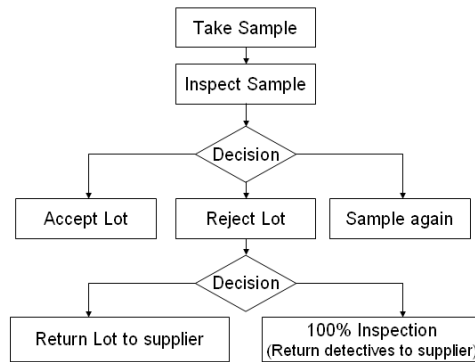 Take Sample
Inspect Sample
Decision
Accept Lot
Reject Lot
Sample again
Decision
Return Lot to supplier
100% Inspection
(Return detectives to supplier)